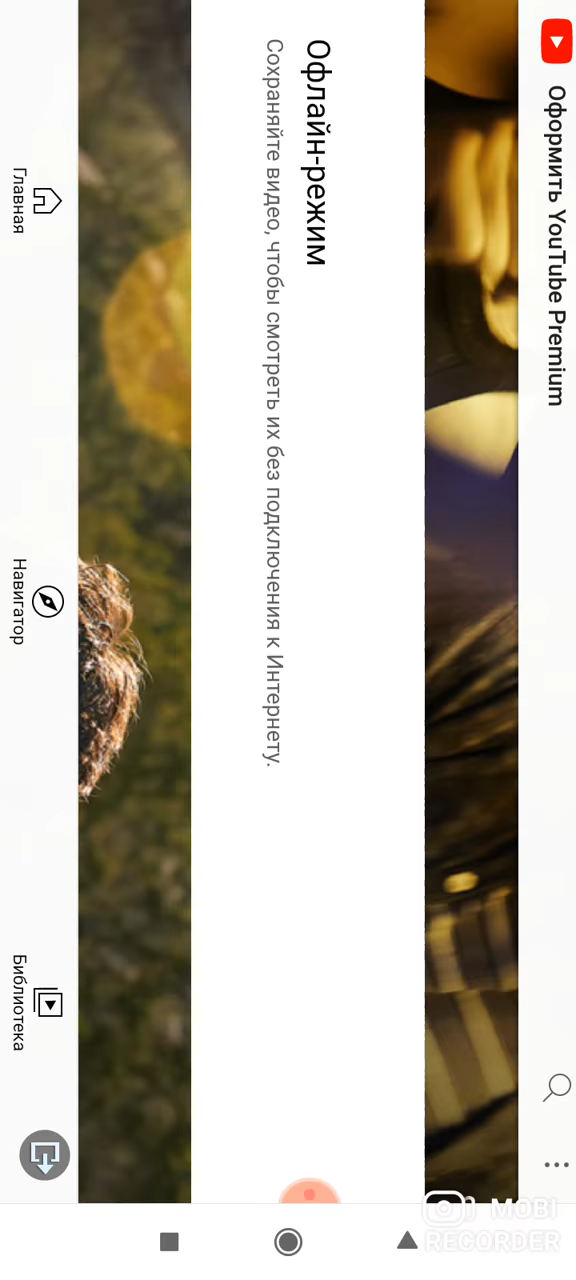 Оформить YouTube Premium
Офлайн-режим
Сохраняйте видео, чтобы смотреть их без подключения к Интернету.
Главная
Навигатор
Библиотека
MOBI
RECORDER